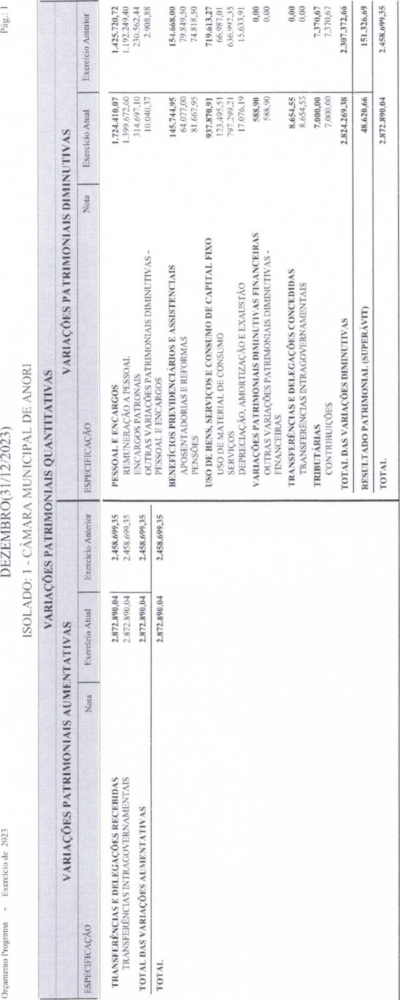 Orçamento Programa - Exercício de 2023 Pág.: 1
DEZEMBRO(31/12/2023)
ISOLADO: 1 - CÂMARA MUNICIPAL DE ANORI
VARIAÇÕES PATRIMONIAIS QUANTITATIVAS
VARIAÇÕES PATRIMONIAIS AUMENTATIVAS
ESPECIFICAÇÃO Nota Exercício Atual Exercício Anterior
TRANSFERÊNCIAS E DELEGAÇÕES RECEBIDAS 2.872.890,04 2.458.699,35
TRANSFERÊNCIAS INTRAGOVERNAMENTAIS 2.872.890,04 2.458.699,35
TOTAL DAS VARIAÇÕES AUMENTATIVAS 2.872.890,04 2.458.699,35
TOTAL 2.872.890,04 2.458.699,35
VARIAÇÕES PATRIMONIAIS DIMINUTIVAS
ESPECIFICAÇÃO Nota Exercício Atual Exercício Anterior
PESSOAL E ENCARGOS 1.724.410,07 1.425.720,72
REMUNERAÇÃO A PESSOAL 1.399.672,60 1.192.249,40
ENCARGOS PATRONAIS 314.697,10 230.562,44
OUTRAS VARIAÇÕES PATRIMONIAIS DIMINUTIVAS - 10.040,37 2.908,88
PESSOAL E ENCARGOS
BENEFÍCIOS PREVIDENCIÁRIOS E ASSISTENCIAIS 145.744,95 154.668,00
APOSENTADORIAS E REFORMAS 64.077,00 79.849,50
PENSÕES 81.667,95 74.818,50
USO DE BENS, SERVIÇOS E CONSUMO DE CAPITAL FIXO 937.870,91 719.613,27
USO DE MATERIAL DE CONSUMO 123.495,51 66.987,01
SERVIÇOS 797.299,21 636.992,35
DEPRECIAÇÃO, AMORTIZAÇÃO E EXAUSTÃO 17.076,19 15.633,91
VARIAÇÕES PATRIMONIAIS DIMINUTIVAS FINANCEIRAS 588,90 0,00
OUTRAS VARIAÇÕES PATRIMONIAIS DIMINUTIVAS - 588,90 0,00
FINANCEIRAS
TRANSFERÊNCIAS E DELEGAÇÕES CONCEDIDAS 8.654,55 0,00
TRANSFERÊNCIAS INTRAGOVERNAMENTAIS 8.654,55 0,00
TRIBUTÁRIAS 7.000,00 7.370,67
CONTRIBUIÇÕES 7.000,00 7.370,67
TOTAL DAS VARIAÇÕES DIMINUTIVAS 2.824.269,38 2.307.372,66
RESULTADO PATRIMONIAL (SUPERÁVIT) 48.620,66 151.326,69
TOTAL 2.872.890,04 2.458.699,35